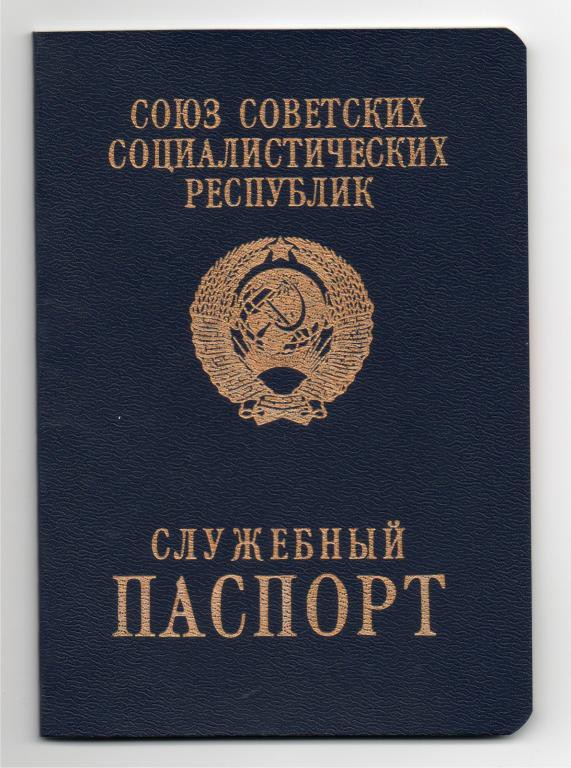 СОЮЗ СОВЕТСКИХ
СОЦИАЛИСТИЧЕСКИХ
РЕСПУБЛИК
СЛУЖЕБНЫЙ
ПАСПОРТ